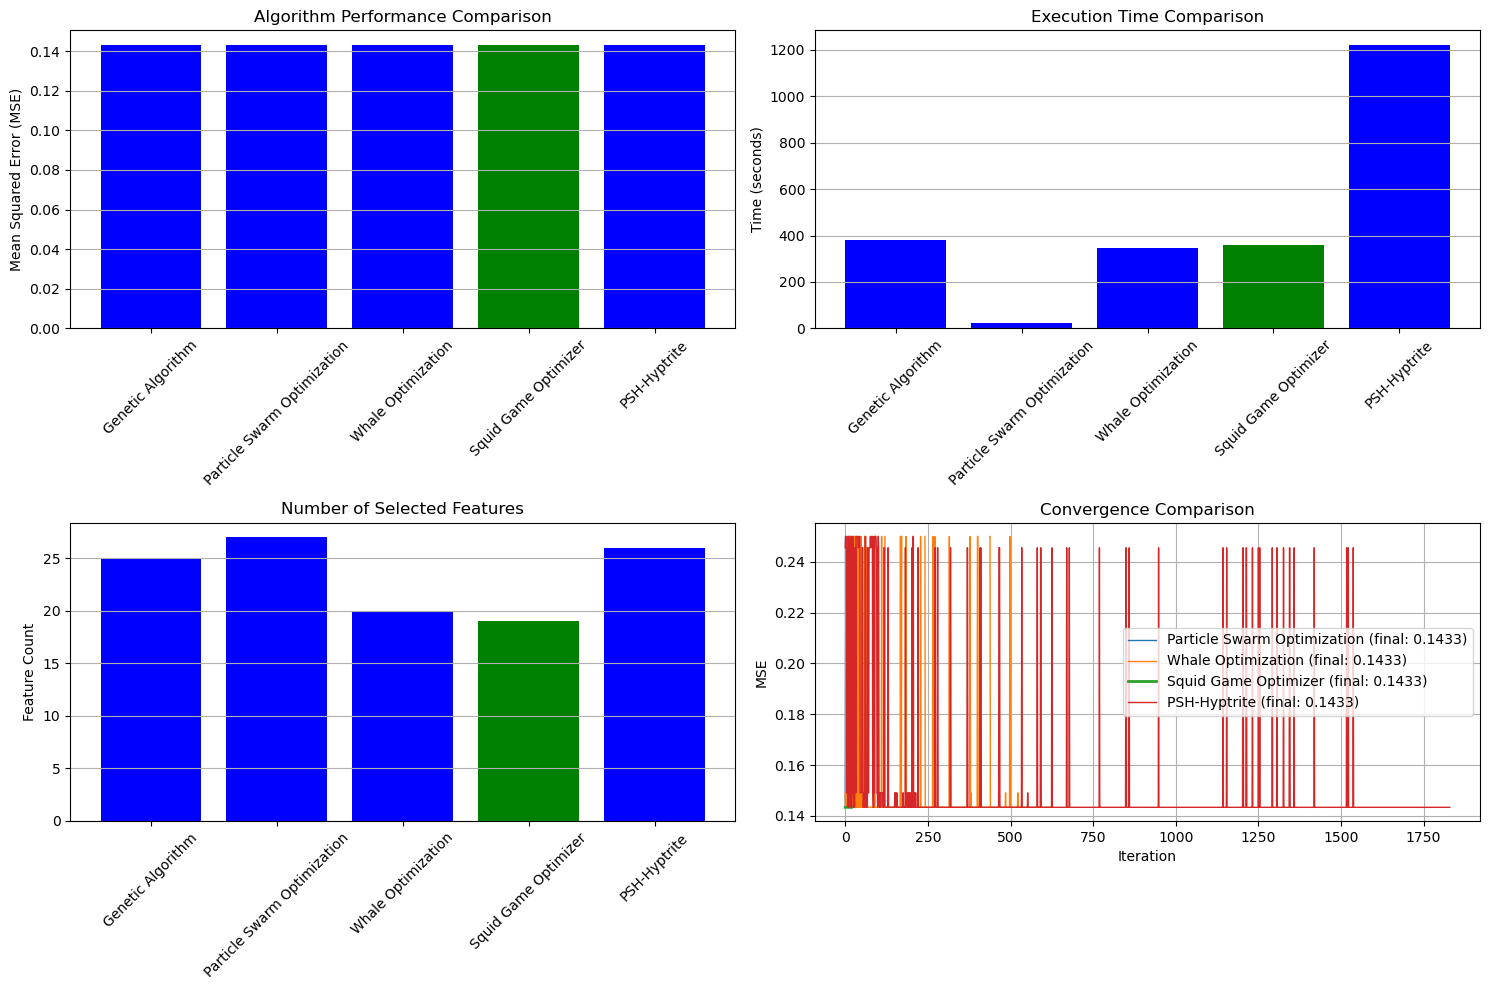 Algorithm Performance Comparison
Mean Squared Error (MSE)
0.14
0.12
0.10
0.08
0.06
0.04
0.02
0.00
Genetic Algorithm
Particle Swarm Optimization
Whale Optimization
Squid Game Optimizer
PSH-Hyptrite
Execution Time Comparison
Time (seconds)
1200
1000
800
600
400
200
0
Genetic Algorithm
Particle Swarm Optimization
Whale Optimization
Squid Game Optimizer
PSH-Hyptrite
Number of Selected Features
Feature Count
25
20
15
10
5
0
Genetic Algorithm
Particle Swarm Optimization
Whale Optimization
Squid Game Optimizer
PSH-Hyptrite
Convergence Comparison
MSE
0.24
0.22
0.20
0.18
0.16
0.14
Particle Swarm Optimization (final: 0.1433)
Whale Optimization (final: 0.1433)
Squid Game Optimizer (final: 0.1433)
PSH-Hyptrite (final: 0.1433)
0 250 500 750 1000 1250 1500 1750
Iteration